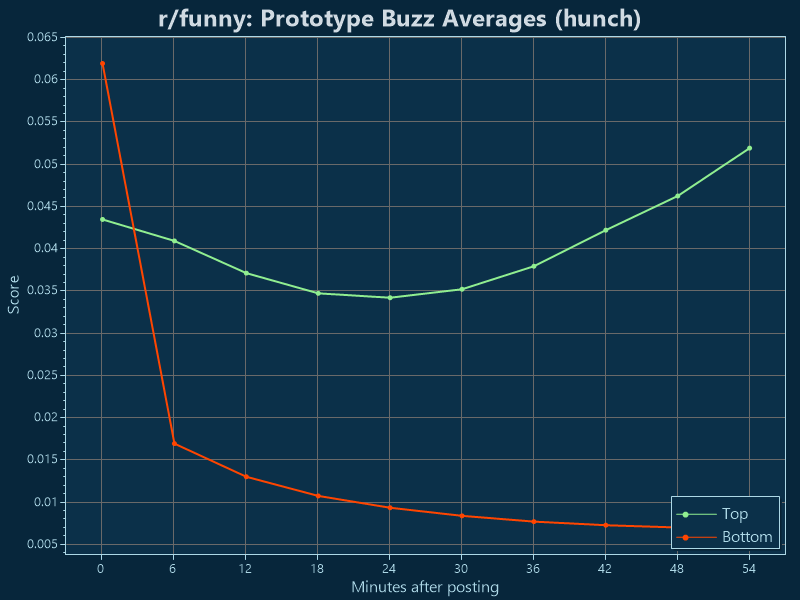 r/funny: Prototype Buzz Averages (hunch)
0.065
0.06
0.055
0.05
0.045
0.04
0.035
0.03
0.025
0.02
0.015
0.01
0.005
Score
Top
Bottom
0 6 12 18 24 30 36 42 48 54
Minutes after posting